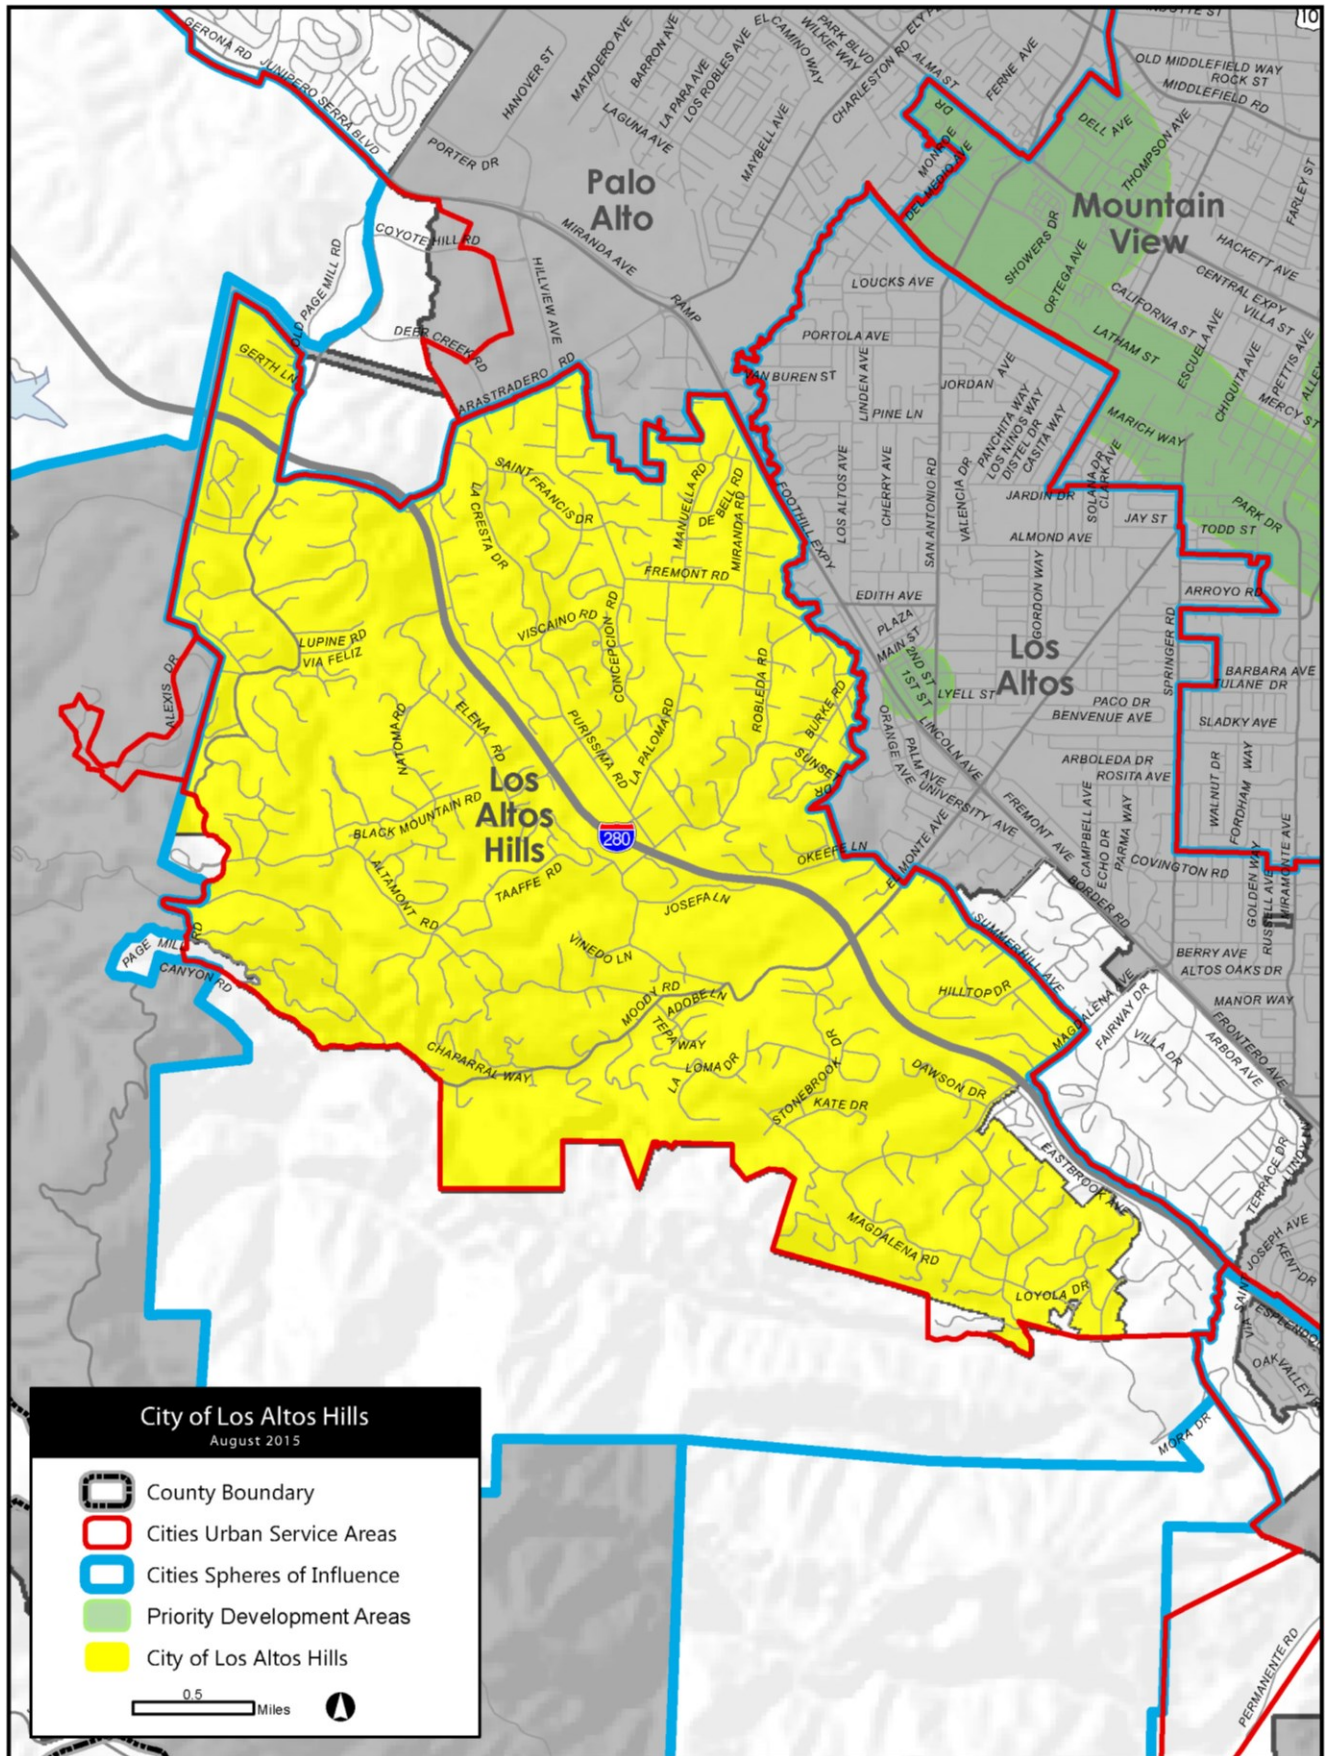 GERONA RD
JUNIPERO SERRA BLVD
HANOVER ST
MATADERO AVE
BARRON AVE
LAGUNA AVE
LA PARA AVE
LOS ROBLES AVE
EL CAMINO WAY
PARK BLVD
WILKIE WAY
MAYBELL AVE
CHARLESTON RD
ALMA ST
FERNE AVE
OLD MIDDLEFIELD WAY
ROCK ST
MIDDLEFIELD RD
10
PORTER DR
DR
MONROE
DEL MEDIO AVE
DELL AVE
THOMPSON AVE
FARLEY ST
Palo
Alto
Mountain
View
COYOTE HILL RD
OLD PAGE MILL RD
MIRANDA AVE
HILLVIEW AVE
RAMP
LOUCKS AVE
SHOWERS DR
ORTEGA AVE
HACKETT AVE
CENTRAL EXPY
VILLA ST
CALIFORNIA ST
LATHAM ST
ESCUELA AVE
CHIQUITA AVE
PETTIS AVE
MERCY ST
DEER CREEK RD
ARASTRADERO RD
GERTH LN
PORTOLA AVE
VAN BUREN ST
LINDEN AVE
JORDAN
AVE
PINE LN
PANCHITA WAY
LOS NINOS WAY
DISTEL DR
CASITA WAY
MARICH WAY
SAINT FRANCIS DR
LA CRESTA DR
MANUELLA RD
DE BELL RD
MIRANDA RD
FOOTHILL EXPY
LOS ALTOS AVE
CHERRY AVE
SAN ANTONIO RD
VALENCIA DR
JARDIN DR
SOLANA DR
CLARK AVE
JAY ST
ALMOND AVE
PARK DR
TODD ST
FREMONT RD
EDITH AVE
ARROYO RD
GORDON WAY
SPRINGER RD
LUPINE RD
VIA FELIZ
VISCAINO RD
CONCEPCION RD
PLAZA
MAIN ST
2ND ST
1ST ST
LYELL ST
Los
Altos
BARBARA AVE
TULANE DR
ALEXIS DR
NATOMA RD
ELENA RD
PURISSIMA RD
LA PALOMA RD
ROBLEDA RD
BURKE RD
SUNSET DR
PACO DR
BENVENUE AVE
SLADKY AVE
ORANGE AVE
PALM AVE
LINCOLN AVE
UNIVERSITY AVE
ARBOLEDA DR
ROSITA AVE
WALNUT DR
FORDHAM WAY
Los
Altos
Hills
280
BLACK MOUNTAIN RD
ALTAMONT RD
TAAFFE RD
JOSEFA LN
OKEEFE LN
EL MONTE AVE
FREMONT AVE
CAMPBELL AVE
ECHO DR
PARMA WAY
COVINGTON RD
BORDER RD
GOLDEN WAY
RUSSELL AVE
MIRAMONTE AVE
PAGE MILL RD
CANYON RD
VINEDO LN
MOODY RD
ADOBE LN
TEPA WAY
LA LOMA DR
SUMMERHILL AVE
HILLTOP DR
MAGDALENA AVE
BERRY AVE
ALTOS OAKS DR
MANOR WAY
FAIRWAY DR
VILLA DR
FRONTERO AVE
ARBOR AVE
CHAPARRAL WAY
STONEBROOK DR
KATE DR
DAWSON DR
EASTBROOK AVE
TERRACE DR
MAGDALENA RD
LOYOLA DR
JOSEPH AVE
KENT DR
SAINT
VIA
ESPLENDO
OAK VALLEY
MORA DR
PERMANENTE RD
City of Los Altos Hills
August 2015
County Boundary
Cities Urban Service Areas
Cities Spheres of Influence
Priority Development Areas
City of Los Altos Hills
0.5
Miles